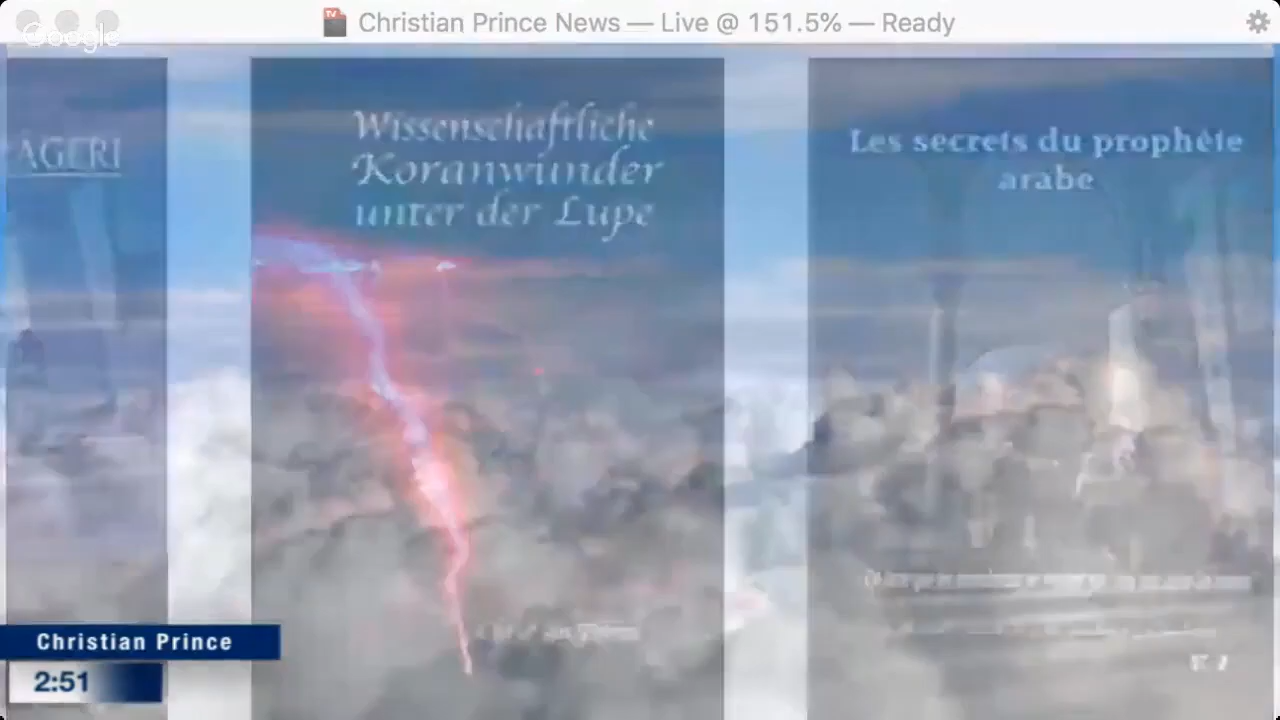 Christian Prince News — Live @ 151.5% — Ready
Google
AGERI
Wissenschaftliche
Koranwunder
unter der Lupe
Les secrets du prophète
arabe
Christian Prince
2:51